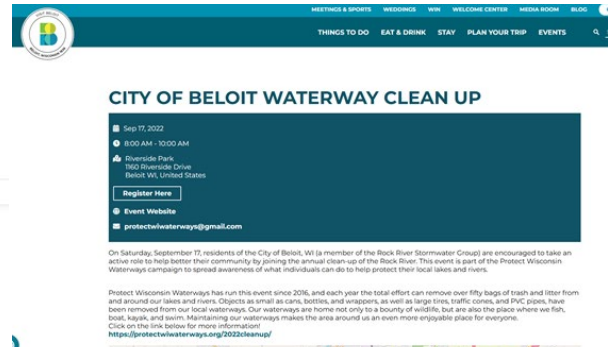 MEETINGS & SPORTS WEDDINGS WIN WELCOME CENTER MEDIA ROOM BLOG
VISIT BELOIT
THINGS TO DO EAT & DRINK STAY PLAN YOUR TRIP EVENTS
CITY OF BELOIT WATERWAY CLEAN UP
Sep 17, 2022
8:00 AM - 10:00 AM
Riverside Park
1160 Riverside Drive
Beloit WI, United States
Register Here
Event Website
protectwiwaterways@gmail.com
On Saturday, September 17, residents of the City of Beloit, WI (a member of the Rock River Stormwater Group) are encouraged to take an
active role to help better their community by joining the annual clean-up of the Rock River. This event is part of the Protect Wisconsin
Waterways campaign to spread awareness of what individuals can do to help protect their local lakes and rivers.
Protect Wisconsin Waterways has run this event since 2016, and each year the total effort can remove over fifty bags of trash and litter from
and around our lakes and rivers. Objects as small as cans, bottles, and wrappers, as well as large tires, traffic cones, and PVC pipes, have
been removed from our local waterways. Our waterways are home not only to a bounty of wildlife, but are also the place where we fish,
boat, kayak, and swim. Maintaining our waterways makes the area around us an even more enjoyable place for everyone.
Click on the link below for more information!
https://protectwiwaterways.org/2022cleanup/